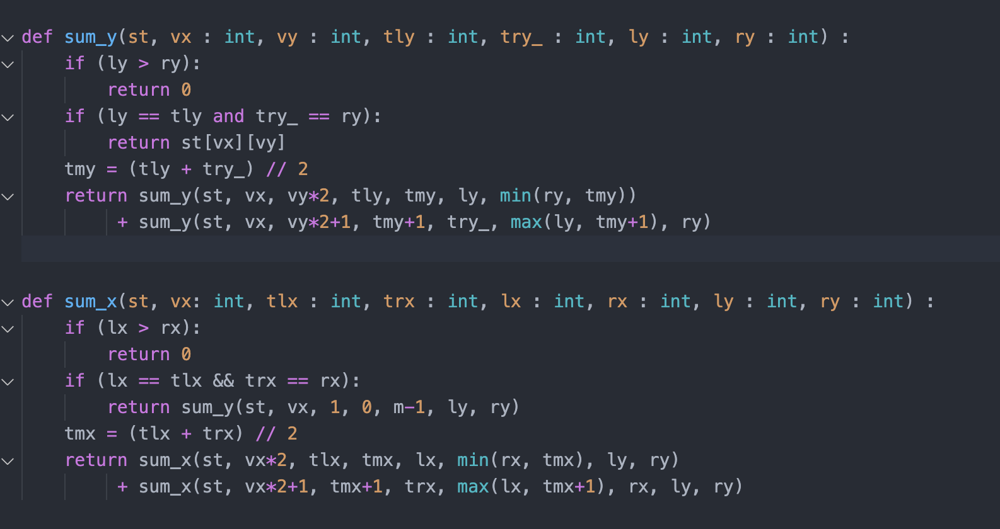 def sum_y(st, vx : int, vy : int, tly : int, try_ : int, ly : int, ry : int) :
    if (ly > ry):
        return 0
    if (ly == tly and try_ == ry):
        return st[vx][vy]
    tmy = (tly + try_) // 2
    return sum_y(st, vx, vy*2, tly, tmy, ly, min(ry, tmy))
         + sum_y(st, vx, vy*2+1, tmy+1, try_, max(ly, tmy+1), ry)
def sum_x(st, vx: int, tlx : int, trx : int, lx : int, rx : int, ly : int, ry : int) :
    if (lx > rx):
        return 0
    if (lx == tlx && trx == rx):
        return sum_y(st, vx, 1, 0, m-1, ly, ry)
    tmx = (tlx + trx) // 2
    return sum_x(st, vx*2, tlx, tmx, lx, min(rx, tmx), ly, ry)
         + sum_x(st, vx*2+1, tmx+1, trx, max(lx, tmx+1), rx, ly, ry)